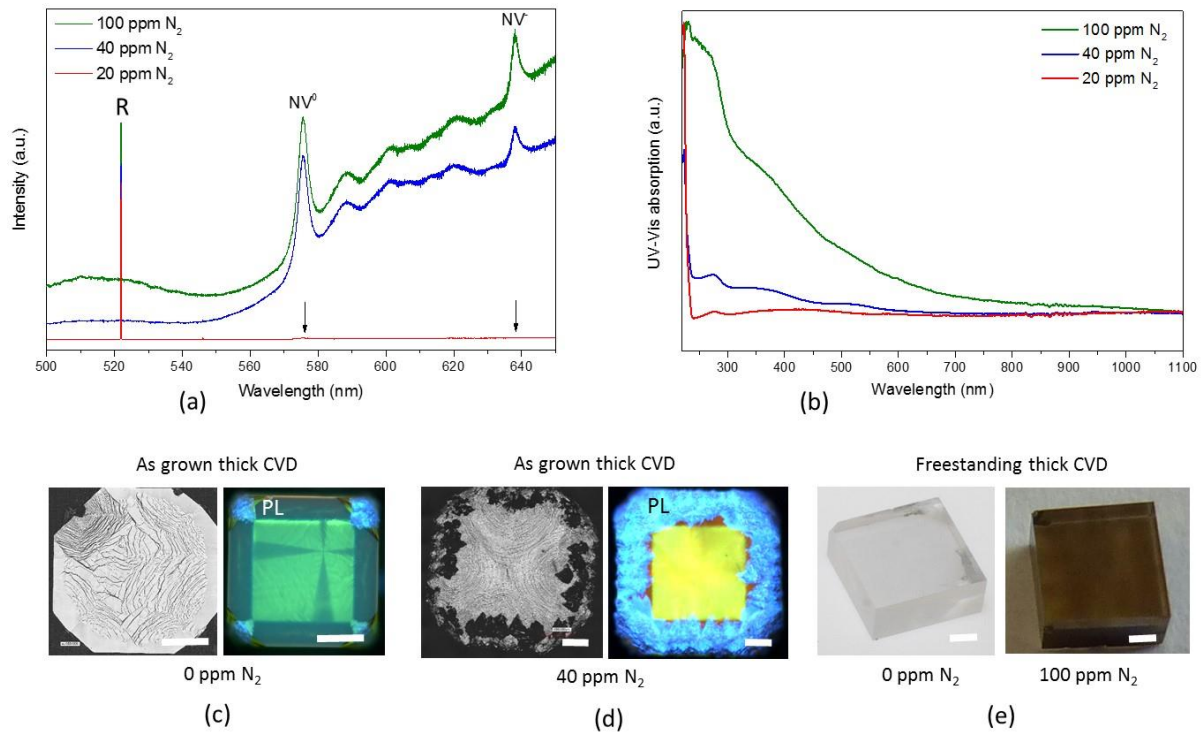 100 ppm N₂
40 ppm N₂
20 ppm N₂
R
NV⁰
NV⁻
Intensity (a.u.)
500 520 540 560 580 600 620 640
Wavelength (nm)
(a)
100 ppm N₂
40 ppm N₂
20 ppm N₂
UV-Vis absorption (a.u.)
300 400 500 600 700 800 900 1000 1100
Wavelength (nm)
(b)
As grown thick CVD
PL
0 ppm N₂
(c)
As grown thick CVD
PL
40 ppm N₂
(d)
Freestanding thick CVD
0 ppm N₂
100 ppm N₂
(e)